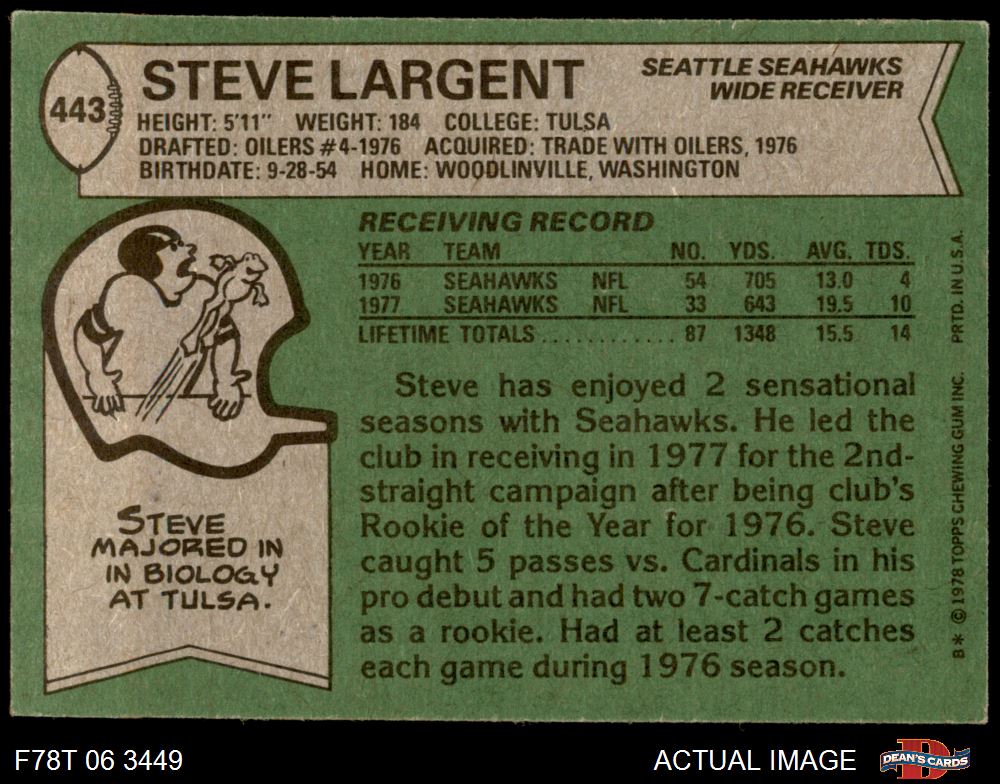 443
STEVE LARGENT
SEATTLE SEAHAWKS
WIDE RECEIVER
HEIGHT: 5'11" WEIGHT: 184 COLLEGE: TULSA
DRAFTED: OILERS #4-1976 ACQUIRED: TRADE WITH OILERS, 1976
BIRTHDATE: 9-28-54 HOME: WOODLINVILLE, WASHINGTON
RECEIVING RECORD
YEAR TEAM NO. YDS. AVG. TDS.
1976 SEAHAWKS NFL 54 705 13.0 4
1977 SEAHAWKS NFL 33 643 19.5 10
LIFETIME TOTALS ............ 87 1348 15.5 14
Steve has enjoyed 2 sensational
seasons with Seahawks. He led the
club in receiving in 1977 for the 2nd-
straight campaign after being club's
Rookie of the Year for 1976. Steve
caught 5 passes vs. Cardinals in his
pro debut and had two 7-catch games
as a rookie. Had at least 2 catches
each game during 1976 season.
STEVE
MAJORED IN
IN BIOLOGY
AT TULSA.
B* © 1978 TOPPS CHEWING GUM INC. PRTD. IN U.S.A.
F78T 06 3449
ACTUAL IMAGE
DEAN'S CARDS